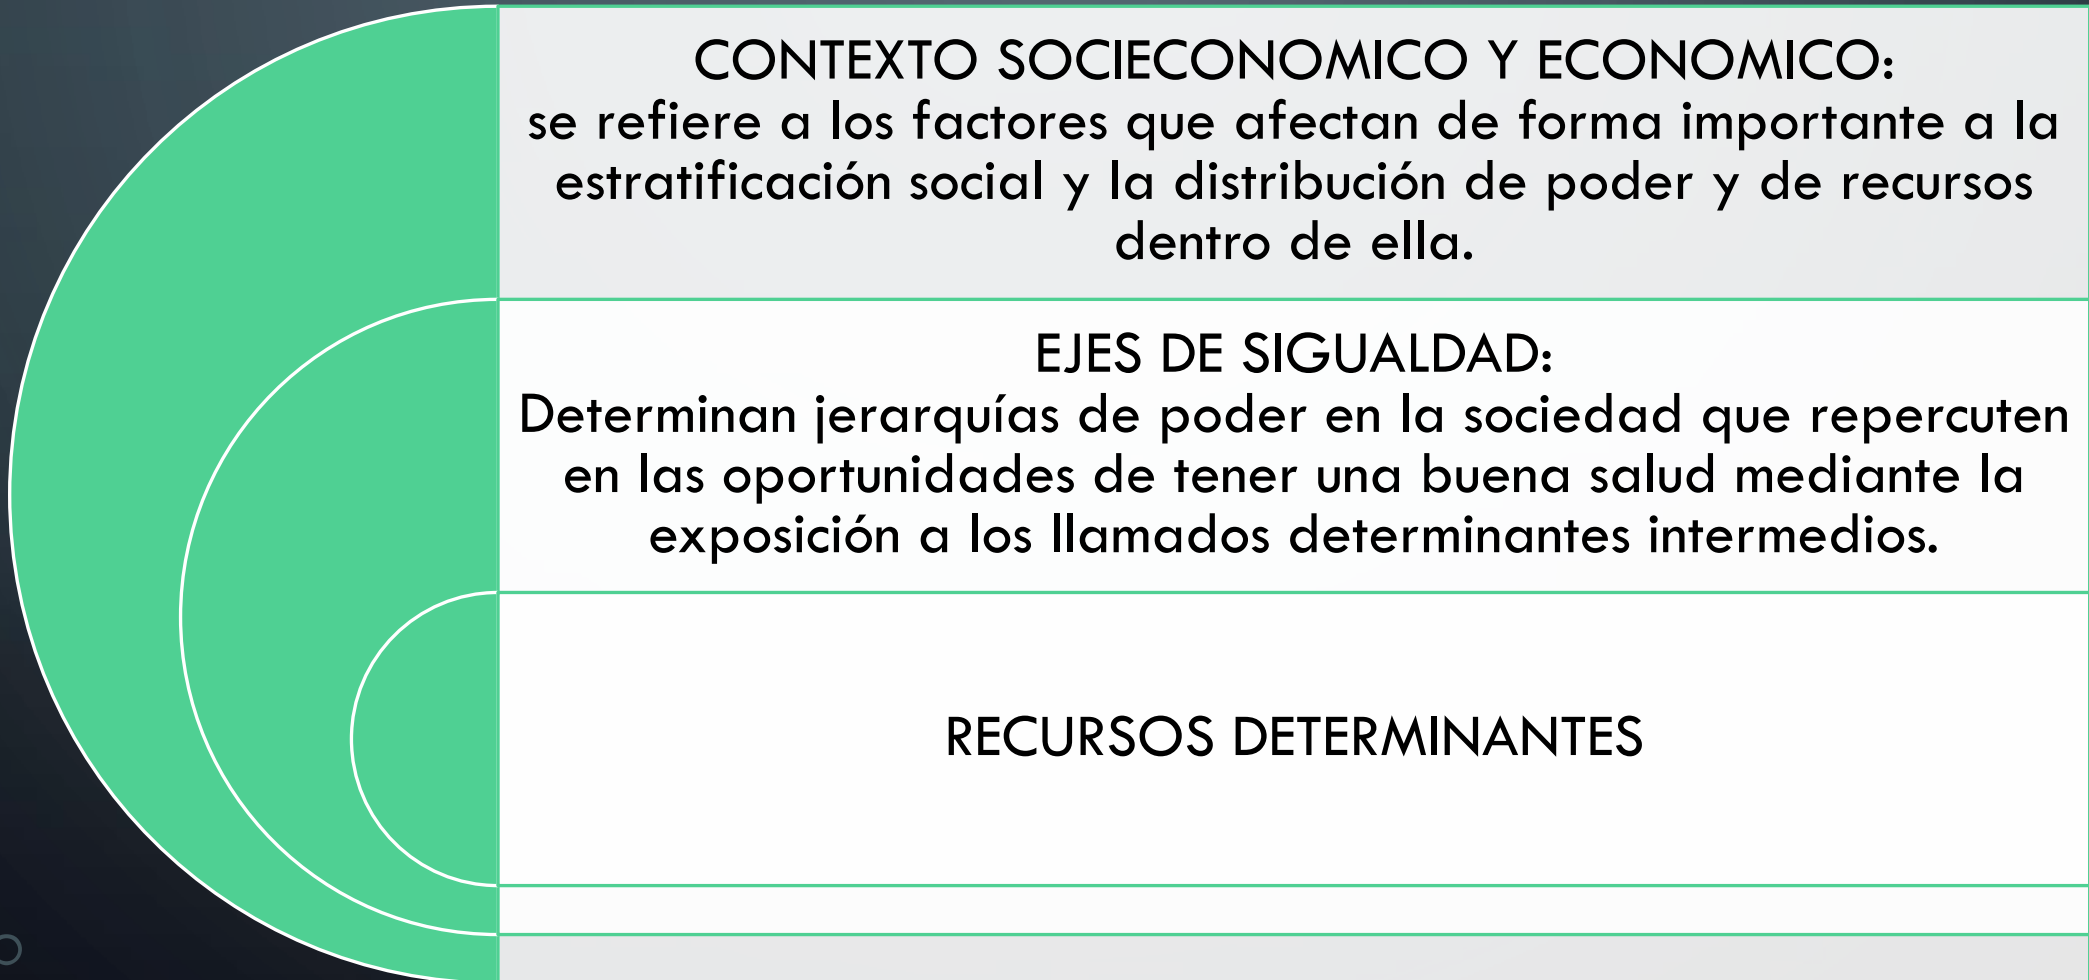 CONTEXTO SOCIECONOMICO Y ECONOMICO:
se refiere a los factores que afectan de forma importante a la
estratificación social y la distribución de poder y de recursos
dentro de ella.
EJES DE SIGUALDAD:
Determinan jerarquías de poder en la sociedad que repercuten
en las oportunidades de tener una buena salud mediante la
exposición a los llamados determinantes intermedios.
RECURSOS DETERMINANTES